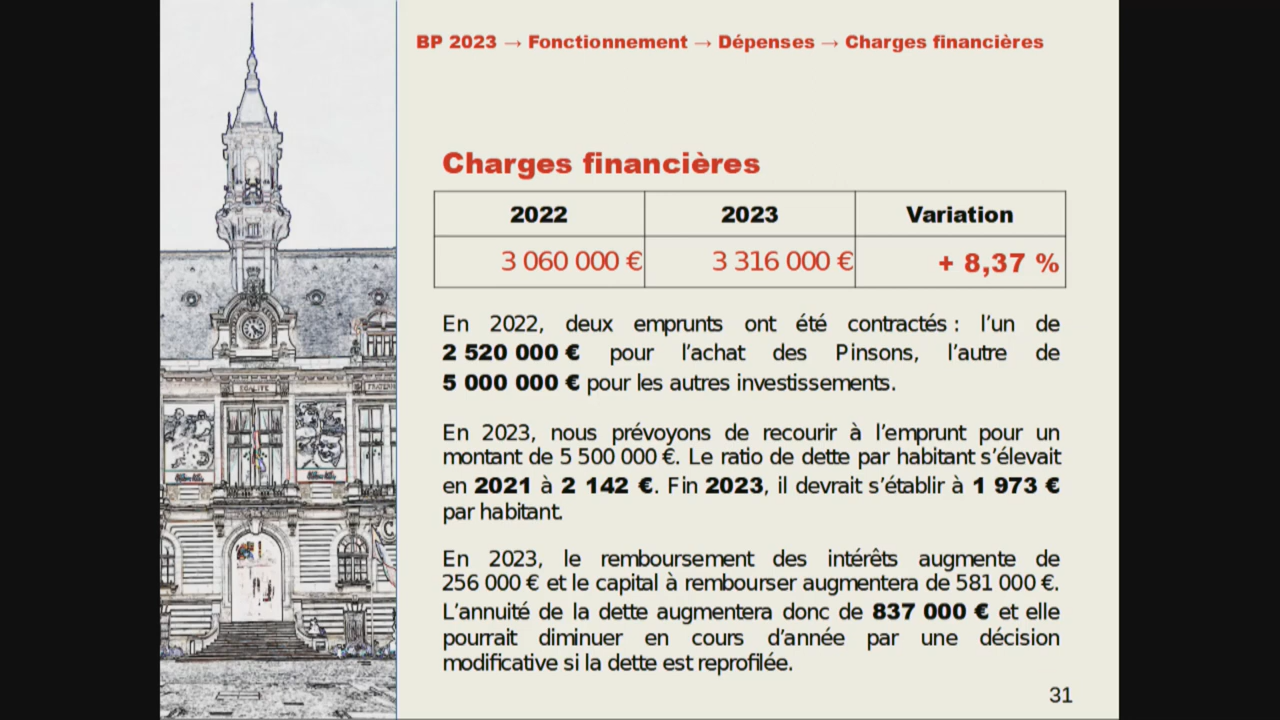 BP 2023 → Fonctionnement → Dépenses → Charges financières
Charges financières
2022 2023 Variation
3 060 000 € 3 316 000 € + 8,37 %
En 2022, deux emprunts ont été contractés : l’un de
2 520 000 € pour l’achat des Pinsons, l’autre de
5 000 000 € pour les autres investissements.
En 2023, nous prévoyons de recourir à l’emprunt pour un
montant de 5 500 000 €. Le ratio de dette par habitant s’élevait
en 2021 à 2 142 €. Fin 2023, il devrait s’établir à 1 973 €
par habitant.
En 2023, le remboursement des intérêts augmente de
256 000 € et le capital à rembourser augmentera de 581 000 €.
L’annuité de la dette augmentera donc de 837 000 € et elle
pourrait diminuer en cours d’année par une décision
modificative si la dette est reprofilée.
31
EGALITE